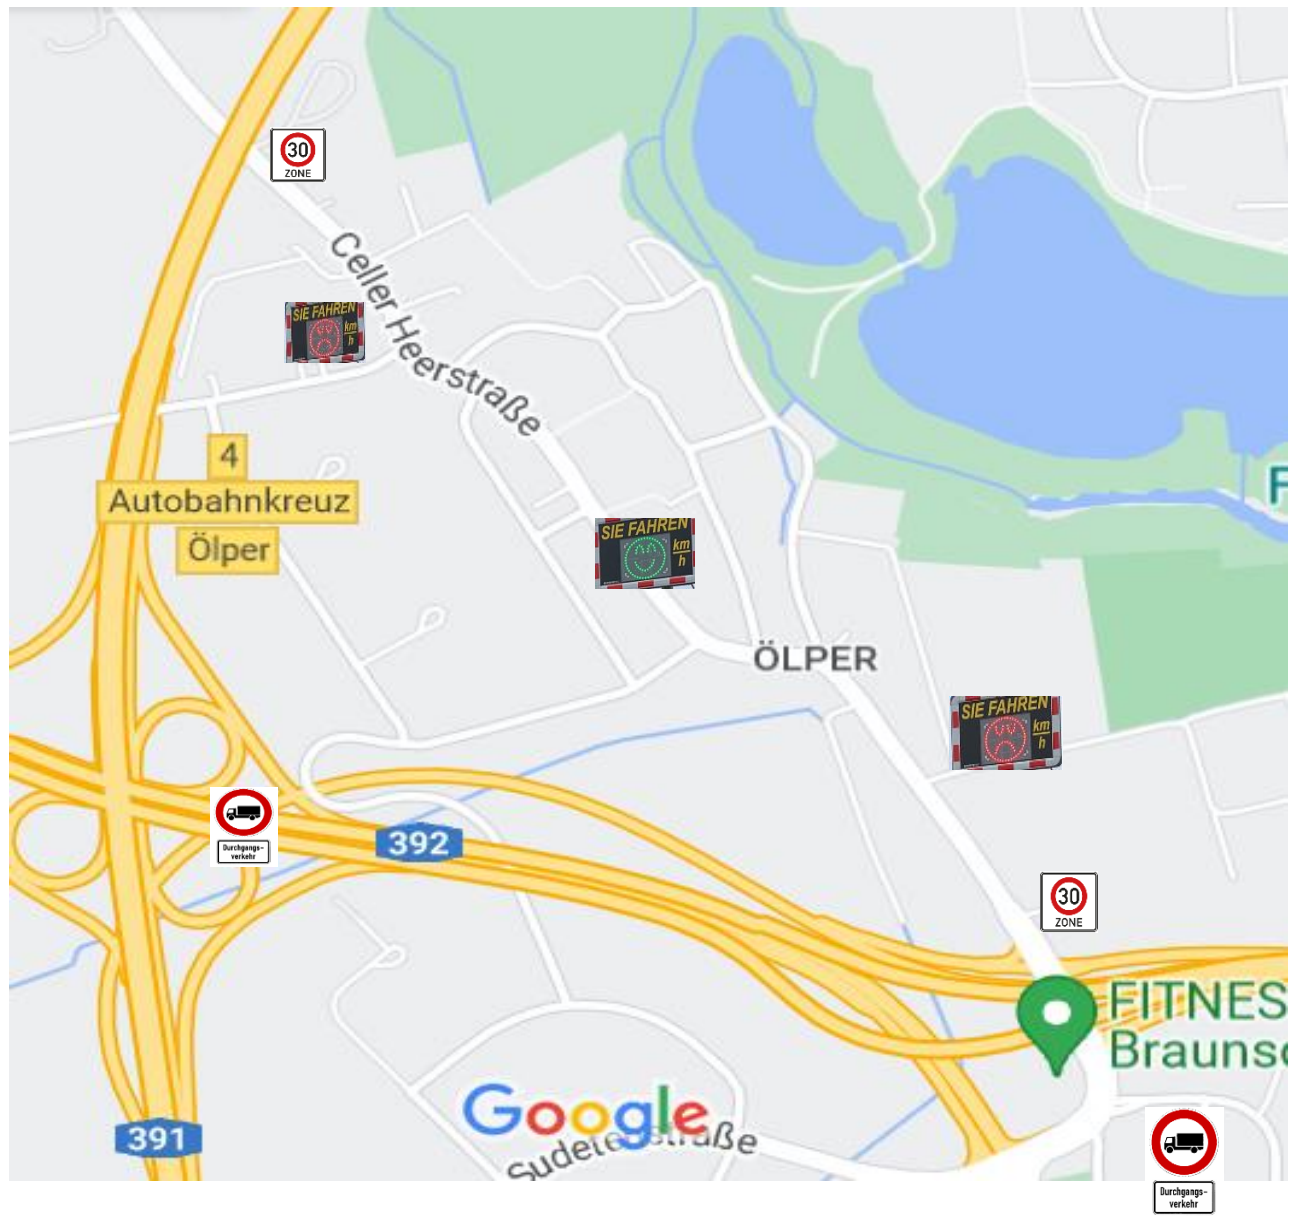 30
ZONE
Celler Heerstraße
SIE FAHREN
km
h
4
Autobahnkreuz
Ölper
SIE FAHREN
km
h
ÖLPER
SIE FAHREN
km
h
Durchgangs-
verkehr
392
30
ZONE
FITNES
Brauns
391
Google
Sudetenstraße
Durchgangs-
verkehr